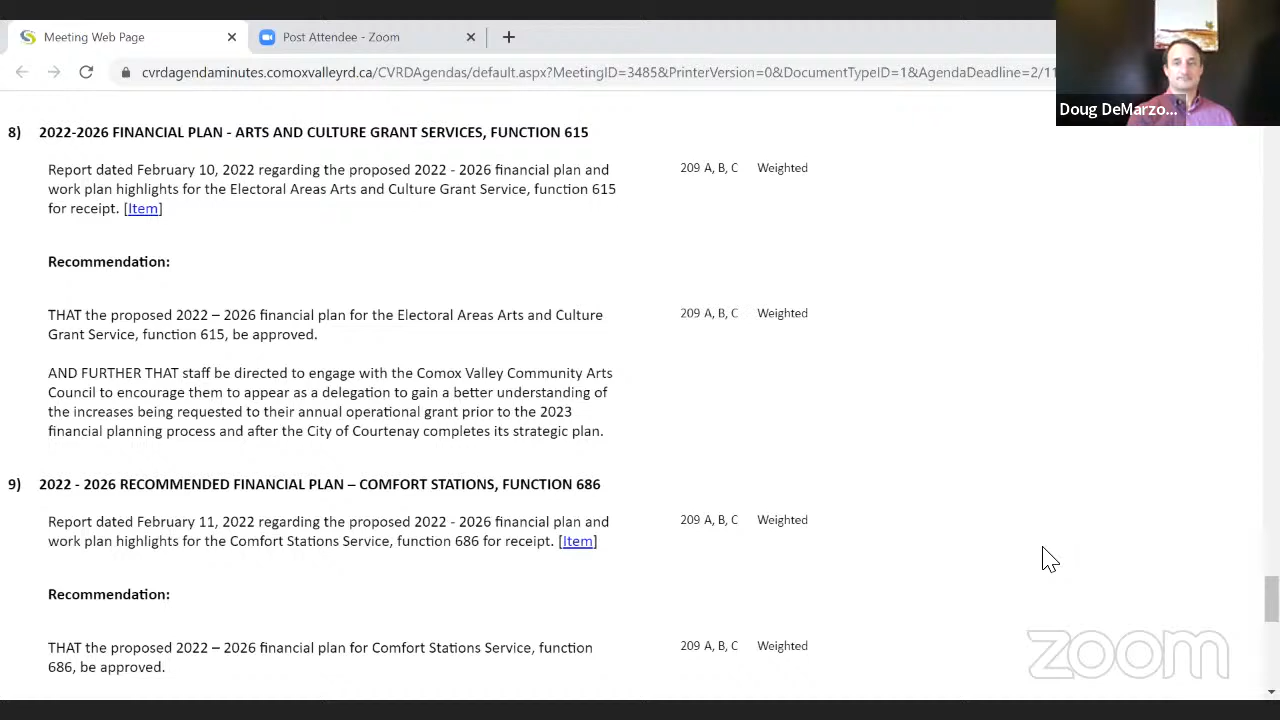 Meeting Web Page
Post Attendee - Zoom
cvrdagendaminutes.comoxvalleyrd.ca/CVRDAgendas/default.aspx?MeetingID=3485&PrinterVersion=0&DocumentTypeID=1&AgendaDeadline=2/11
Doug DeMarzo...
8) 2022-2026 FINANCIAL PLAN - ARTS AND CULTURE GRANT SERVICES, FUNCTION 615
Report dated February 10, 2022 regarding the proposed 2022 - 2026 financial plan and 209 A, B, C Weighted
work plan highlights for the Electoral Areas Arts and Culture Grant Service, function 615
for receipt. [Item]
Recommendation:
THAT the proposed 2022 – 2026 financial plan for the Electoral Areas Arts and Culture 209 A, B, C Weighted
Grant Service, function 615, be approved.
AND FURTHER THAT staff be directed to engage with the Comox Valley Community Arts
Council to encourage them to appear as a delegation to gain a better understanding of
the increases being requested to their annual operational grant prior to the 2023
financial planning process and after the City of Courtenay completes its strategic plan.
9) 2022 - 2026 RECOMMENDED FINANCIAL PLAN – COMFORT STATIONS, FUNCTION 686
Report dated February 11, 2022 regarding the proposed 2022 - 2026 financial plan and 209 A, B, C Weighted
work plan highlights for the Comfort Stations Service, function 686 for receipt. [Item]
Recommendation:
THAT the proposed 2022 – 2026 financial plan for Comfort Stations Service, function 209 A, B, C Weighted
686, be approved.
zoom